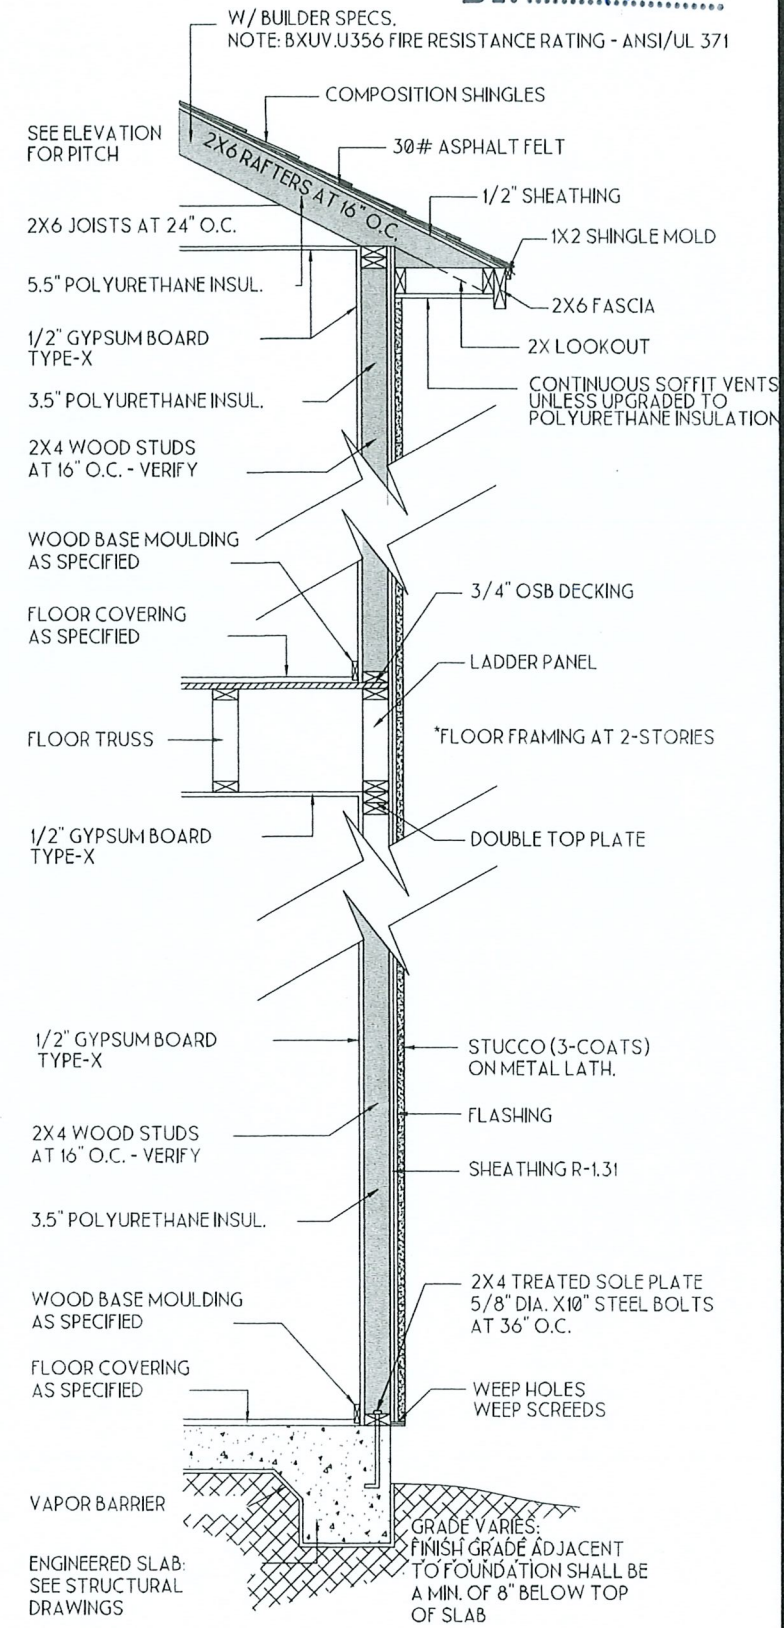 W/ BUILDER SPECS.
NOTE: BXUV.U356 FIRE RESISTANCE RATING - ANSI/UL 371
COMPOSITION SHINGLES
SEE ELEVATION
FOR PITCH
30# ASPHALT FELT
2X6 RAFTERS AT 16" O.C.
1/2" SHEATHING
2X6 JOISTS AT 24" O.C.
1X2 SHINGLE MOLD
5.5" POLYURETHANE INSUL.
2X6 FASCIA
1/2" GYPSUM BOARD
TYPE-X
2X LOOKOUT
3.5" POLYURETHANE INSUL.
CONTINUOUS SOFFIT VENTS
UNLESS UPGRADED TO
POLYURETHANE INSULATION
2X4 WOOD STUDS
AT 16" O.C. - VERIFY
WOOD BASE MOULDING
AS SPECIFIED
3/4" OSB DECKING
FLOOR COVERING
AS SPECIFIED
LADDER PANEL
FLOOR TRUSS
*FLOOR FRAMING AT 2-STORIES
1/2" GYPSUM BOARD
TYPE-X
DOUBLE TOP PLATE
1/2" GYPSUM BOARD
TYPE-X
STUCCO (3-COATS)
ON METAL LATH.
FLASHING
2X4 WOOD STUDS
AT 16" O.C. - VERIFY
SHEATHING R-1.31
3.5" POLYURETHANE INSUL.
2X4 TREATED SOLE PLATE
5/8" DIA. X10" STEEL BOLTS
AT 36" O.C.
WOOD BASE MOULDING
AS SPECIFIED
FLOOR COVERING
AS SPECIFIED
WEEP HOLES
WEEP SCREEDS
VAPOR BARRIER
GRADE VARIES:
FINISH GRADE ADJACENT
TO FOUNDATION SHALL BE
A MIN. OF 8" BELOW TOP
OF SLAB
ENGINEERED SLAB:
SEE STRUCTURAL
DRAWINGS